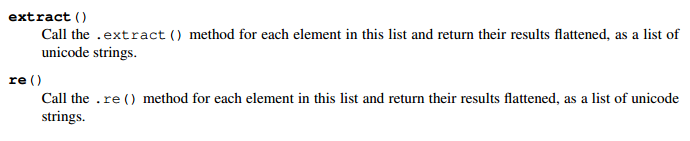 extract()
Call the .extract() method for each element in this list and return their results flattened, as a list of
unicode strings.
re()
Call the .re() method for each element in this list and return their results flattened, as a list of unicode
strings.